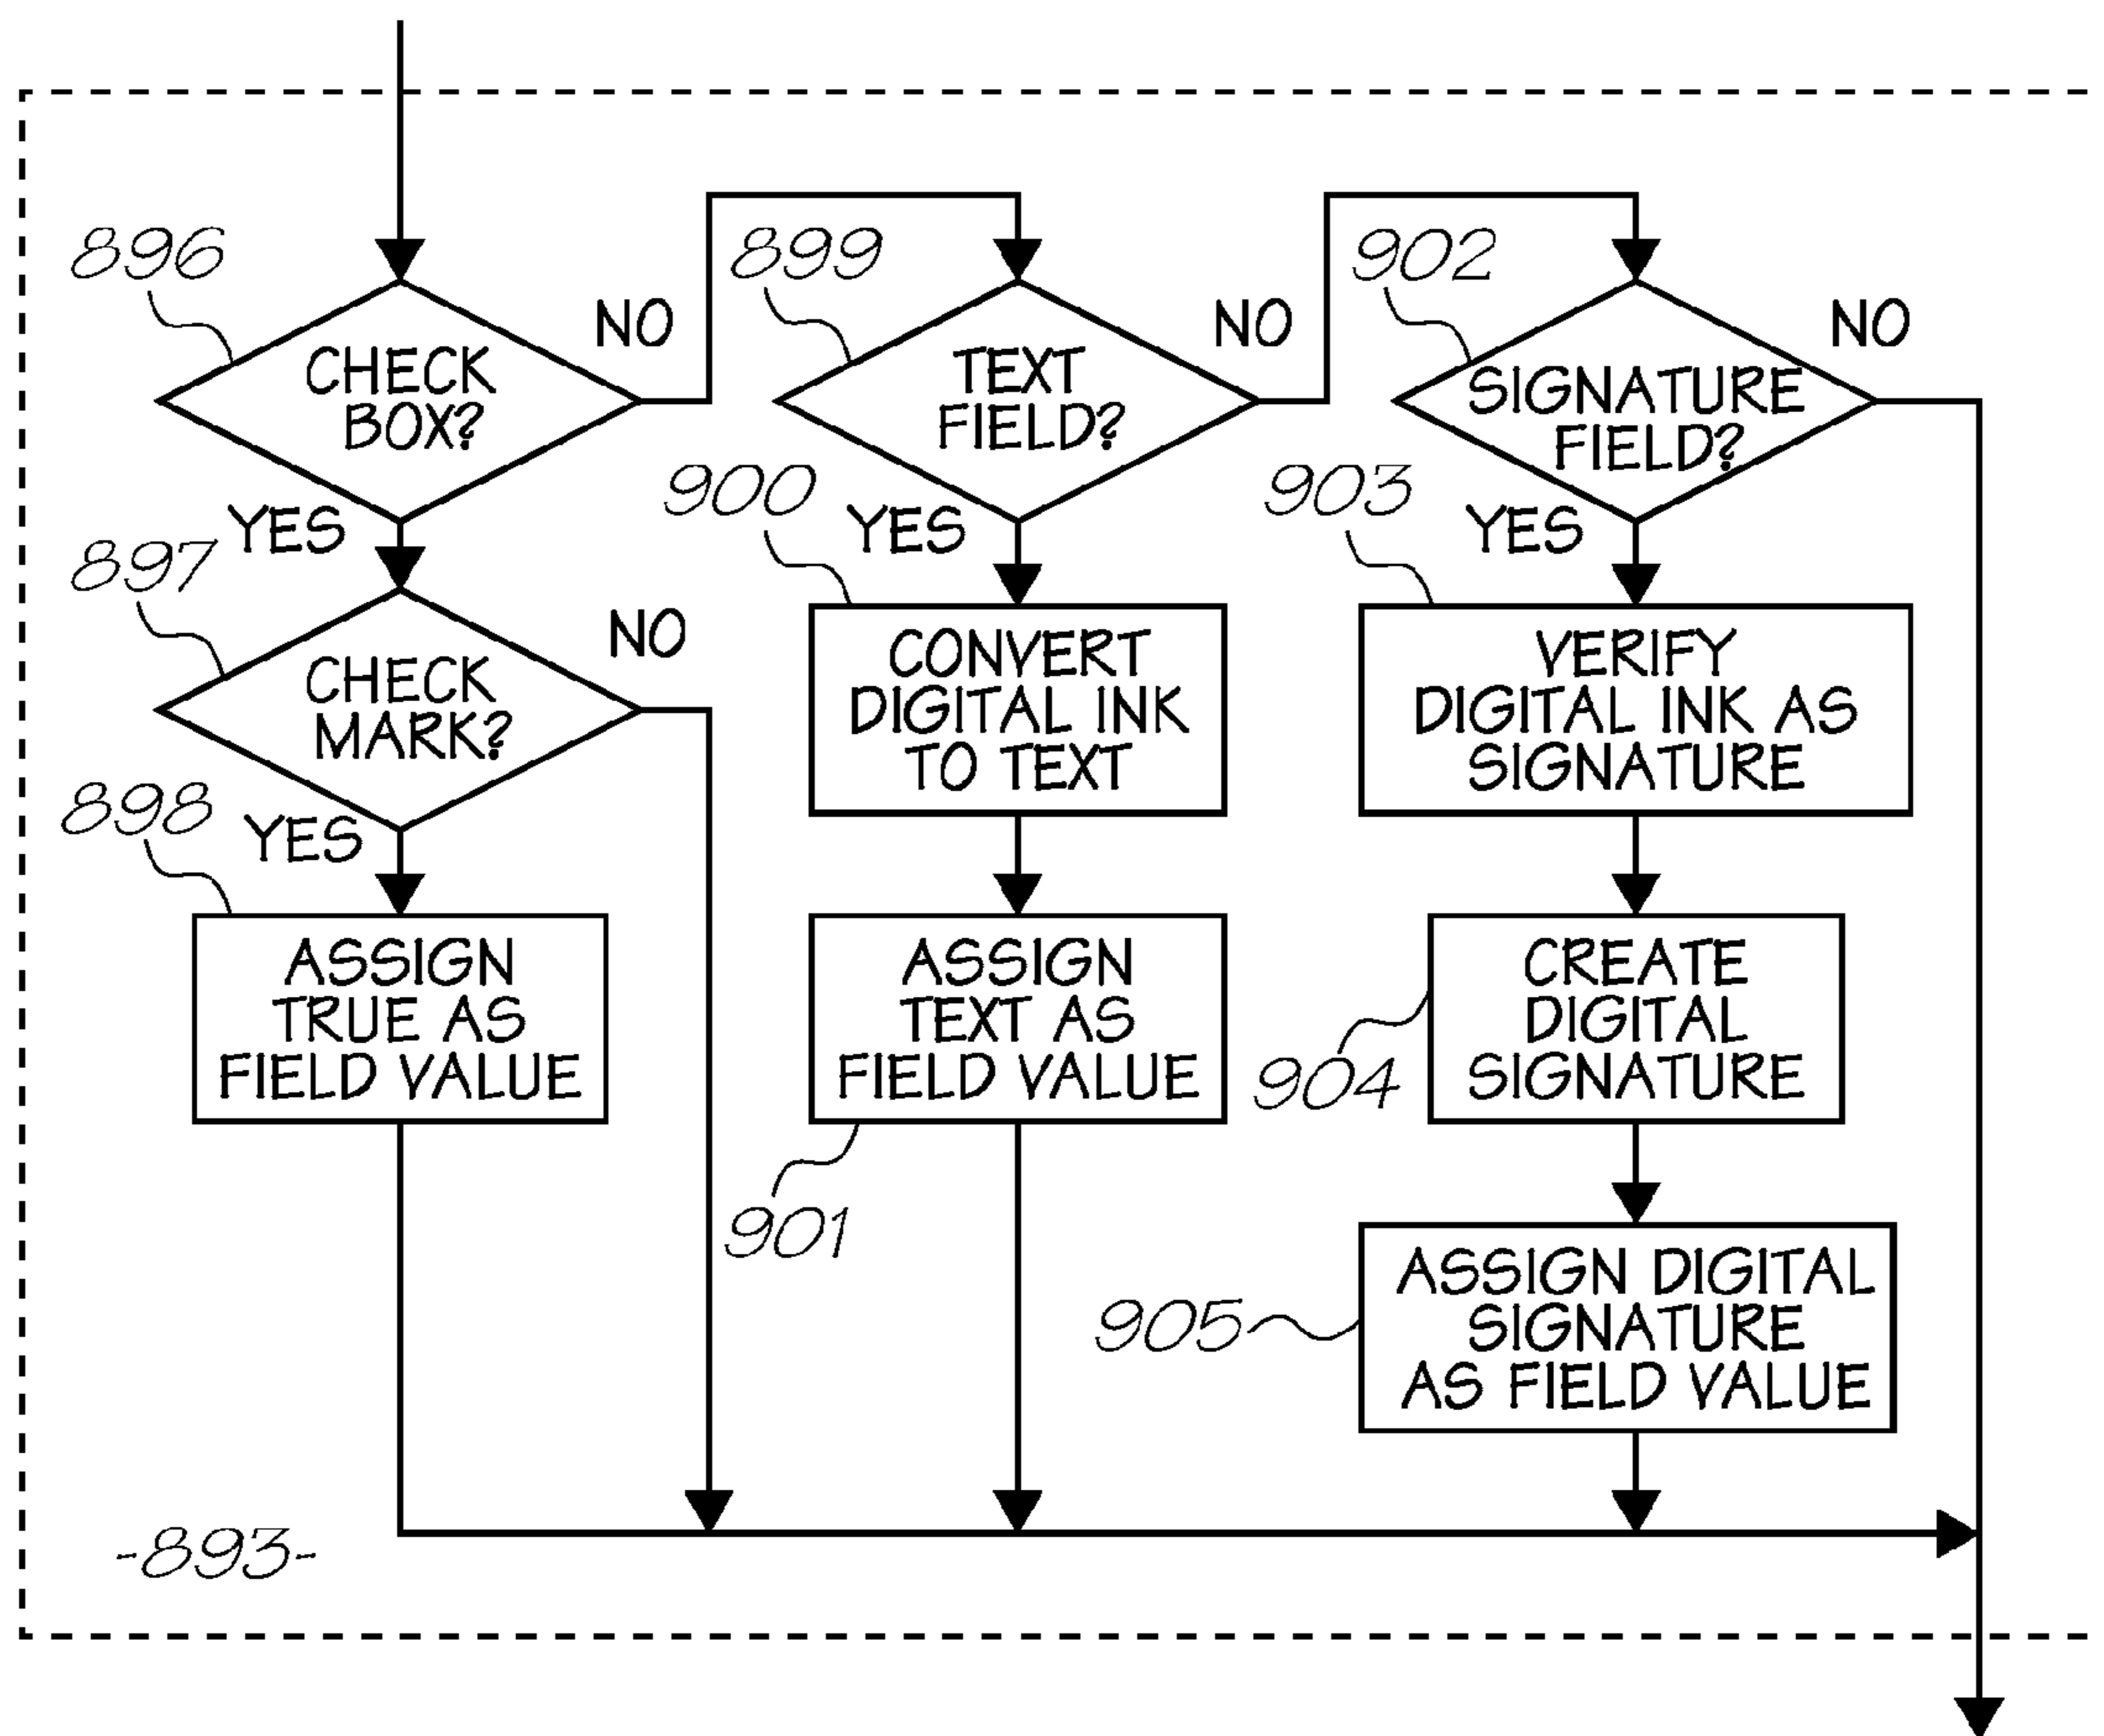 896
CHECK
BOX?
NO
YES
897
CHECK
MARK?
NO
YES
898
ASSIGN
TRUE AS
FIELD VALUE
899
TEXT
FIELD?
NO
YES
900
CONVERT
DIGITAL INK
TO TEXT
ASSIGN
TEXT AS
FIELD VALUE
901
902
SIGNATURE
FIELD?
NO
YES
903
VERIFY
DIGITAL INK AS
SIGNATURE
CREATE
DIGITAL
SIGNATURE
904
ASSIGN DIGITAL
SIGNATURE
AS FIELD VALUE
905
-893-